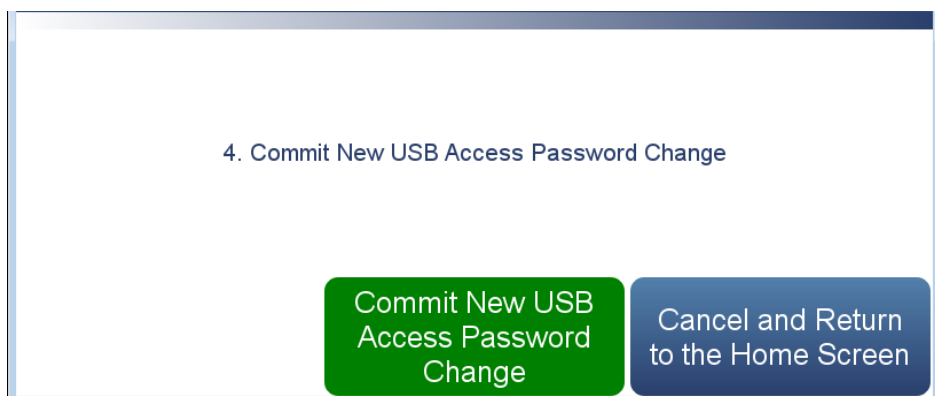 4. Commit New USB Access Password Change
Commit New USB
Access Password
Change
Cancel and Return
to the Home Screen